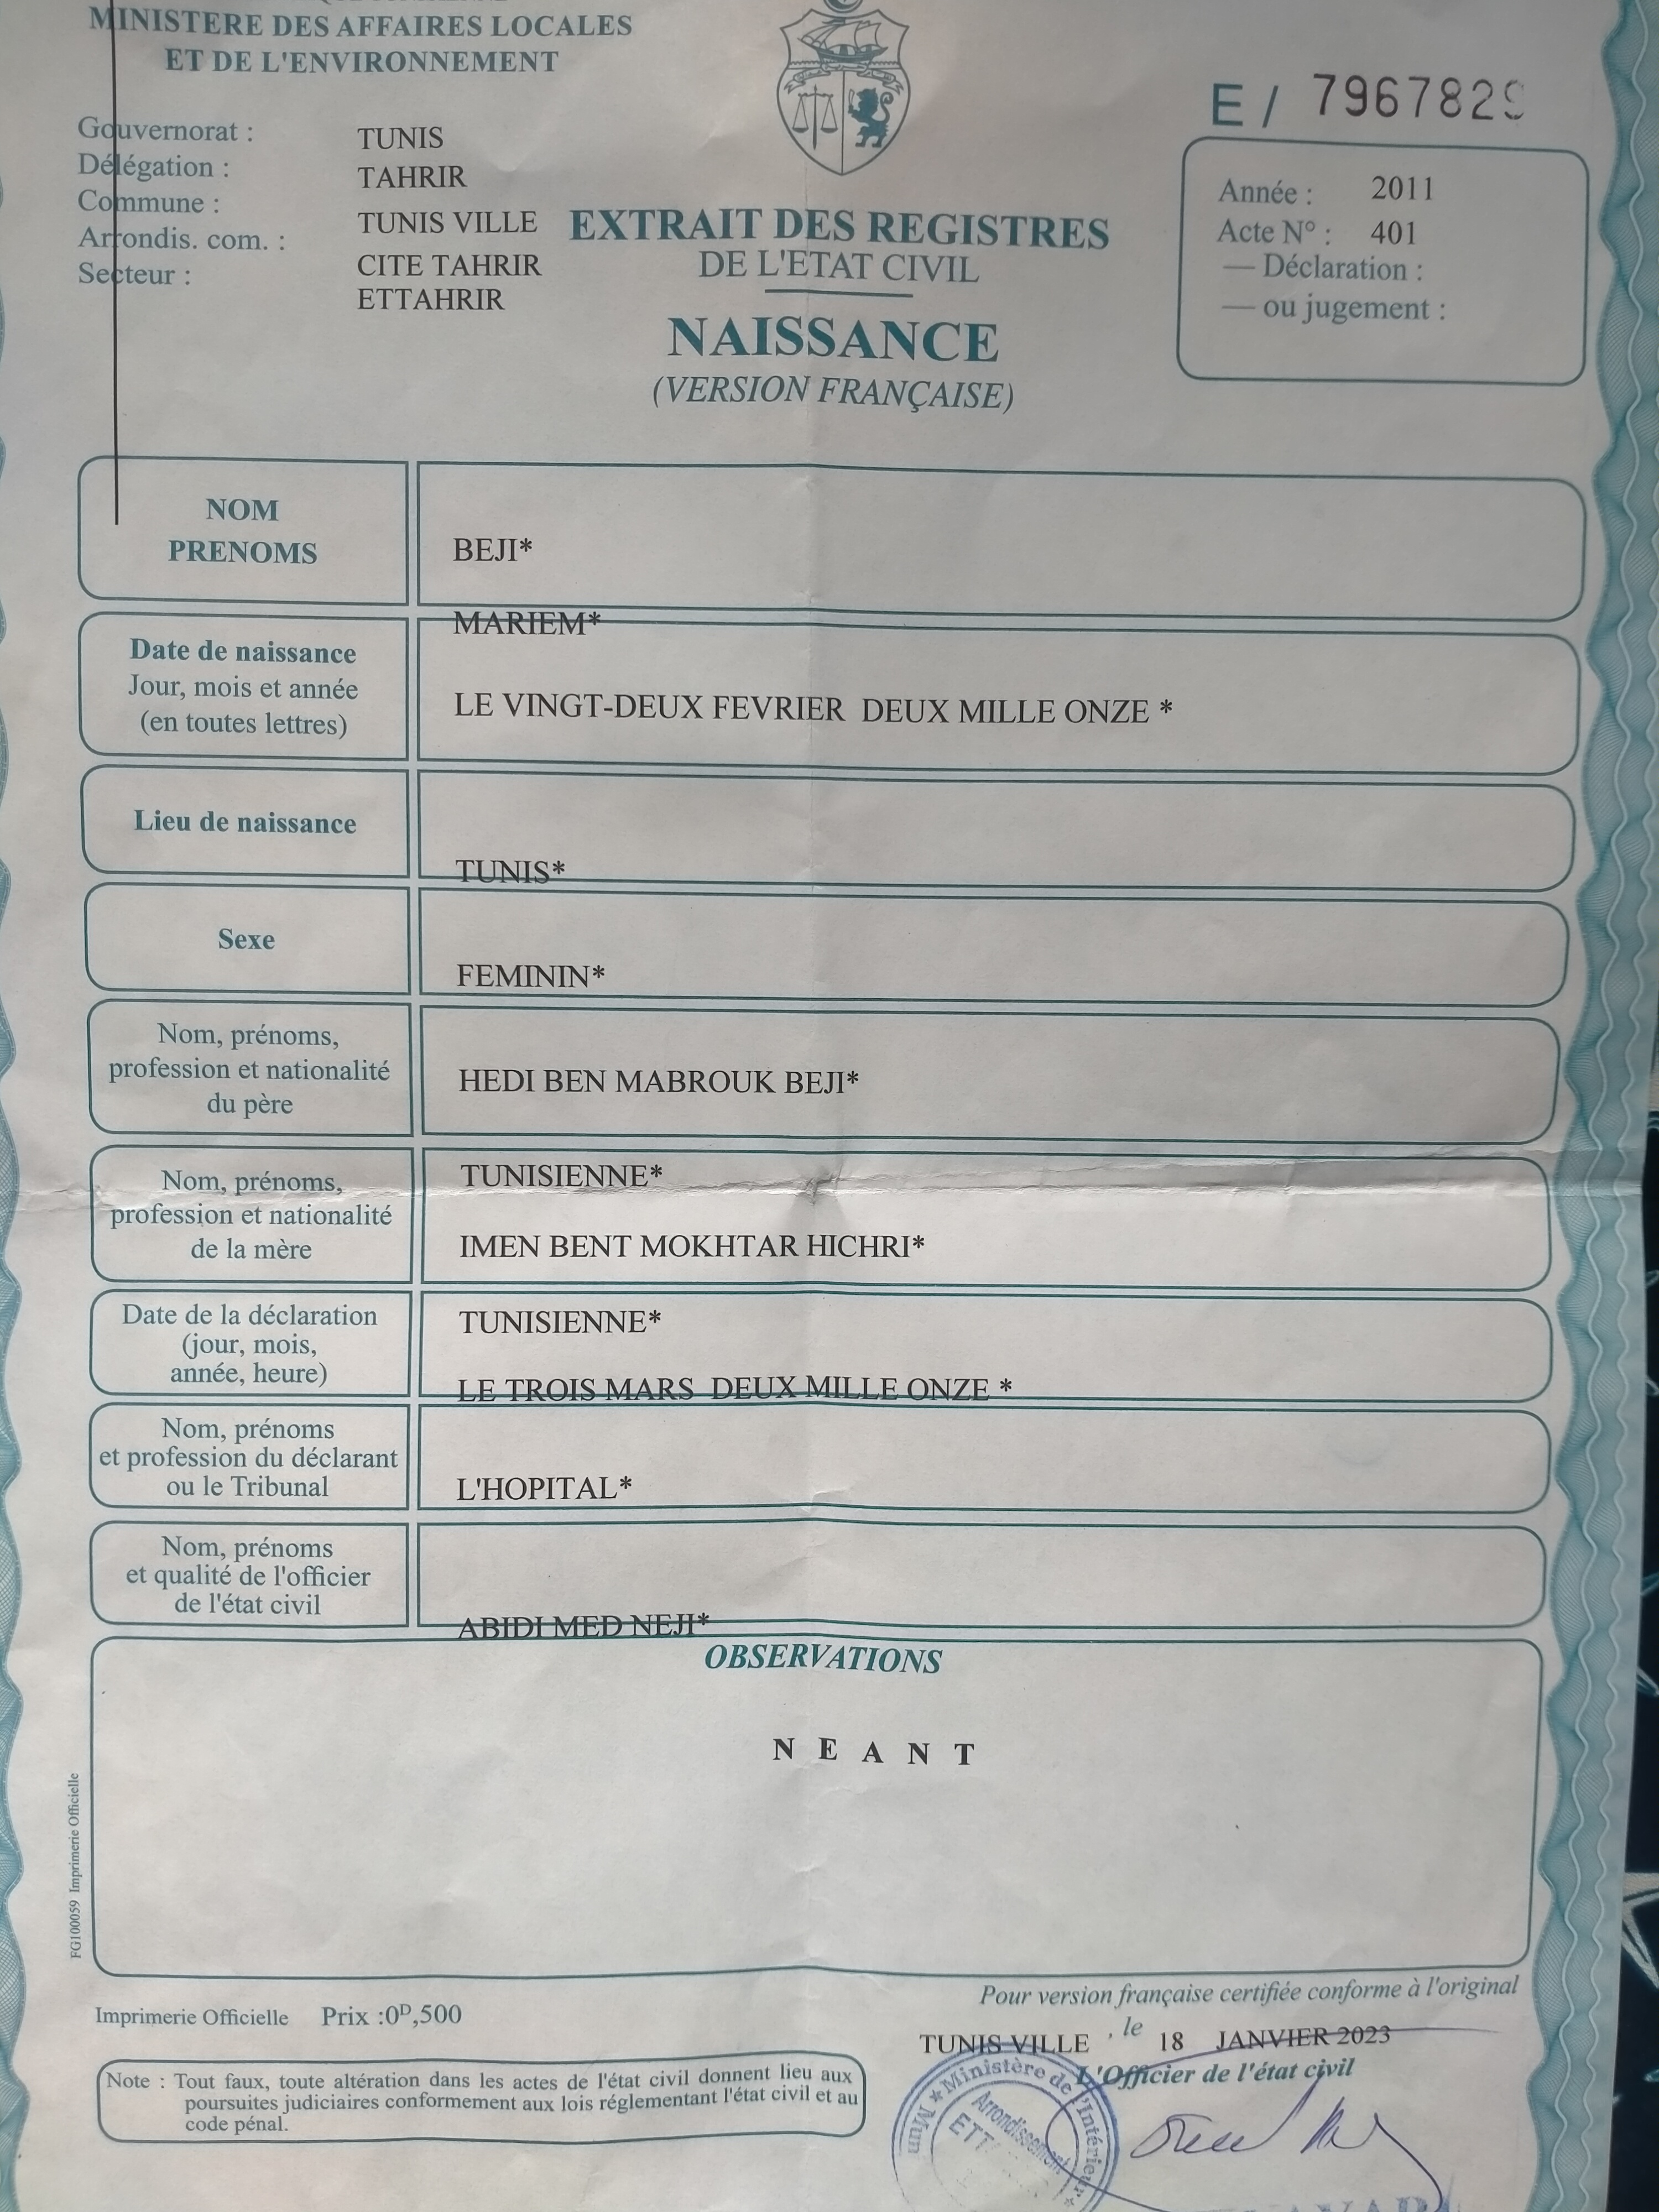 MINISTERE DES AFFAIRES LOCALES
ET DE L'ENVIRONNEMENT
E / 7967829
Gouvernorat : TUNIS
Délégation : TAHRIR
Commune : TUNIS VILLE
Arrondis. com. : CITE TAHRIR
Secteur : ETTAHRIR
EXTRAIT DES REGISTRES
DE L'ETAT CIVIL
NAISSANCE
(VERSION FRANÇAISE)
Année : 2011
Acte N° : 401
— Déclaration :
— ou jugement :
NOM
PRENOMS
BEJI*
MARIEM*
Date de naissance
Jour, mois et année
(en toutes lettres)
LE VINGT-DEUX FEVRIER DEUX MILLE ONZE *
Lieu de naissance
TUNIS*
Sexe
FEMININ*
Nom, prénoms,
profession et nationalité
du père
HEDI BEN MABROUK BEJI*
TUNISIENNE*
Nom, prénoms,
profession et nationalité
de la mère
IMEN BENT MOKHTAR HICHRI*
TUNISIENNE*
Date de la déclaration
(jour, mois,
année, heure)
LE TROIS MARS DEUX MILLE ONZE *
Nom, prénoms
et profession du déclarant
ou le Tribunal
L'HOPITAL*
Nom, prénoms
et qualité de l'officier
de l'état civil
ABIDI MED NEJI*
OBSERVATIONS
N E A N T
FG100059 Imprimerie Officielle
Imprimerie Officielle Prix :0ᴰ,500
Pour version française certifiée conforme à l'original
TUNIS VILLE , le 18 JANVIER 2023
L'Officier de l'état civil
Note : Tout faux, toute altération dans les actes de l'état civil donnent lieu aux
poursuites judiciaires conformement aux lois réglementant l'état civil et au
code pénal.
Ministère de l'Intérieur
Arrondissement